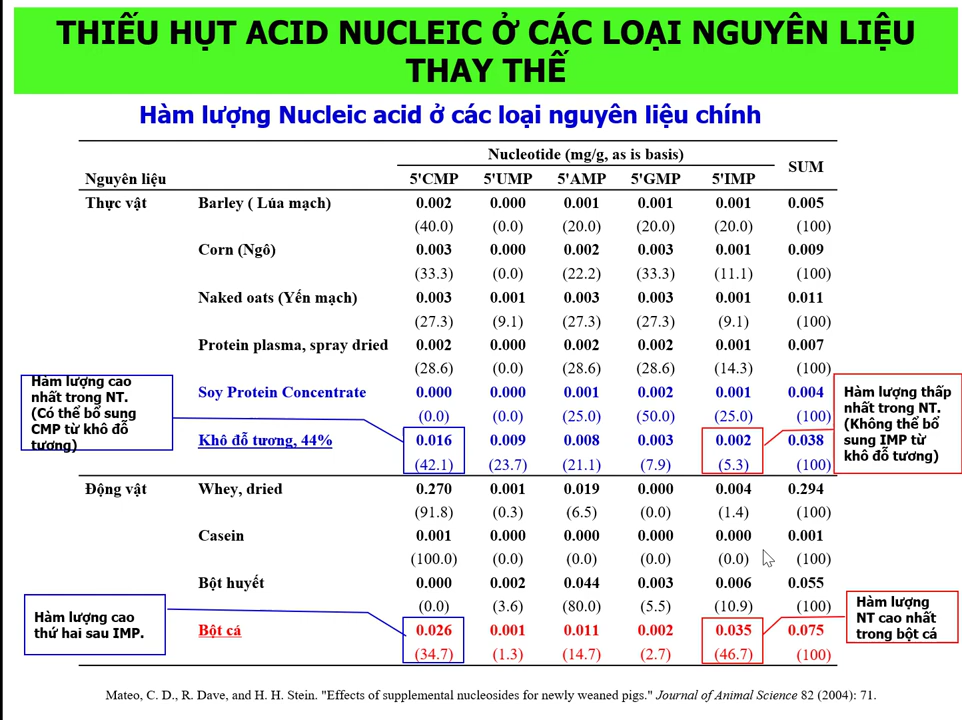 THIẾU HỤT ACID NUCLEIC Ở CÁC LOẠI NGUYÊN LIỆU
THAY THẾ
Hàm lượng Nucleic acid ở các loại nguyên liệu chính
Nucleotide (mg/g, as is basis)
Nguyên liệu 5'CMP 5'UMP 5'AMP 5'GMP 5'IMP SUM
Thực vật Barley ( Lúa mạch) 0.002 0.000 0.001 0.001 0.001 0.005
(40.0) (0.0) (20.0) (20.0) (20.0) (100)
Corn (Ngô) 0.003 0.000 0.002 0.003 0.001 0.009
(33.3) (0.0) (22.2) (33.3) (11.1) (100)
Naked oats (Yến mạch) 0.003 0.001 0.003 0.003 0.001 0.011
(27.3) (9.1) (27.3) (27.3) (9.1) (100)
Protein plasma, spray dried 0.002 0.000 0.002 0.002 0.001 0.007
(28.6) (0.0) (28.6) (28.6) (14.3) (100)
Soy Protein Concentrate 0.000 0.000 0.001 0.002 0.001 0.004
(0.0) (0.0) (25.0) (50.0) (25.0) (100)
Khô đỗ tương, 44% 0.016 0.009 0.008 0.003 0.002 0.038
(42.1) (23.7) (21.1) (7.9) (5.3) (100)
Động vật Whey, dried 0.270 0.001 0.019 0.000 0.004 0.294
(91.8) (0.3) (6.5) (0.0) (1.4) (100)
Casein 0.001 0.000 0.000 0.000 0.000 0.001
(100.0) (0.0) (0.0) (0.0) (0.0) (100)
Bột huyết 0.000 0.002 0.044 0.003 0.006 0.055
(0.0) (3.6) (80.0) (5.5) (10.9) (100)
Bột cá 0.026 0.001 0.011 0.002 0.035 0.075
(34.7) (1.3) (14.7) (2.7) (46.7) (100)
Hàm lượng cao
nhất trong NT.
(Có thể bổ sung
CMP từ khô đỗ
tương)
Hàm lượng thấp
nhất trong NT.
(Không thể bổ
sung IMP từ
khô đỗ tương)
Hàm lượng cao
thứ hai sau IMP.
Hàm lượng
NT cao nhất
trong bột cá
Mateo, C. D., R. Dave, and H. H. Stein. "Effects of supplemental nucleosides for newly weaned pigs." Journal of Animal Science 82 (2004): 71.